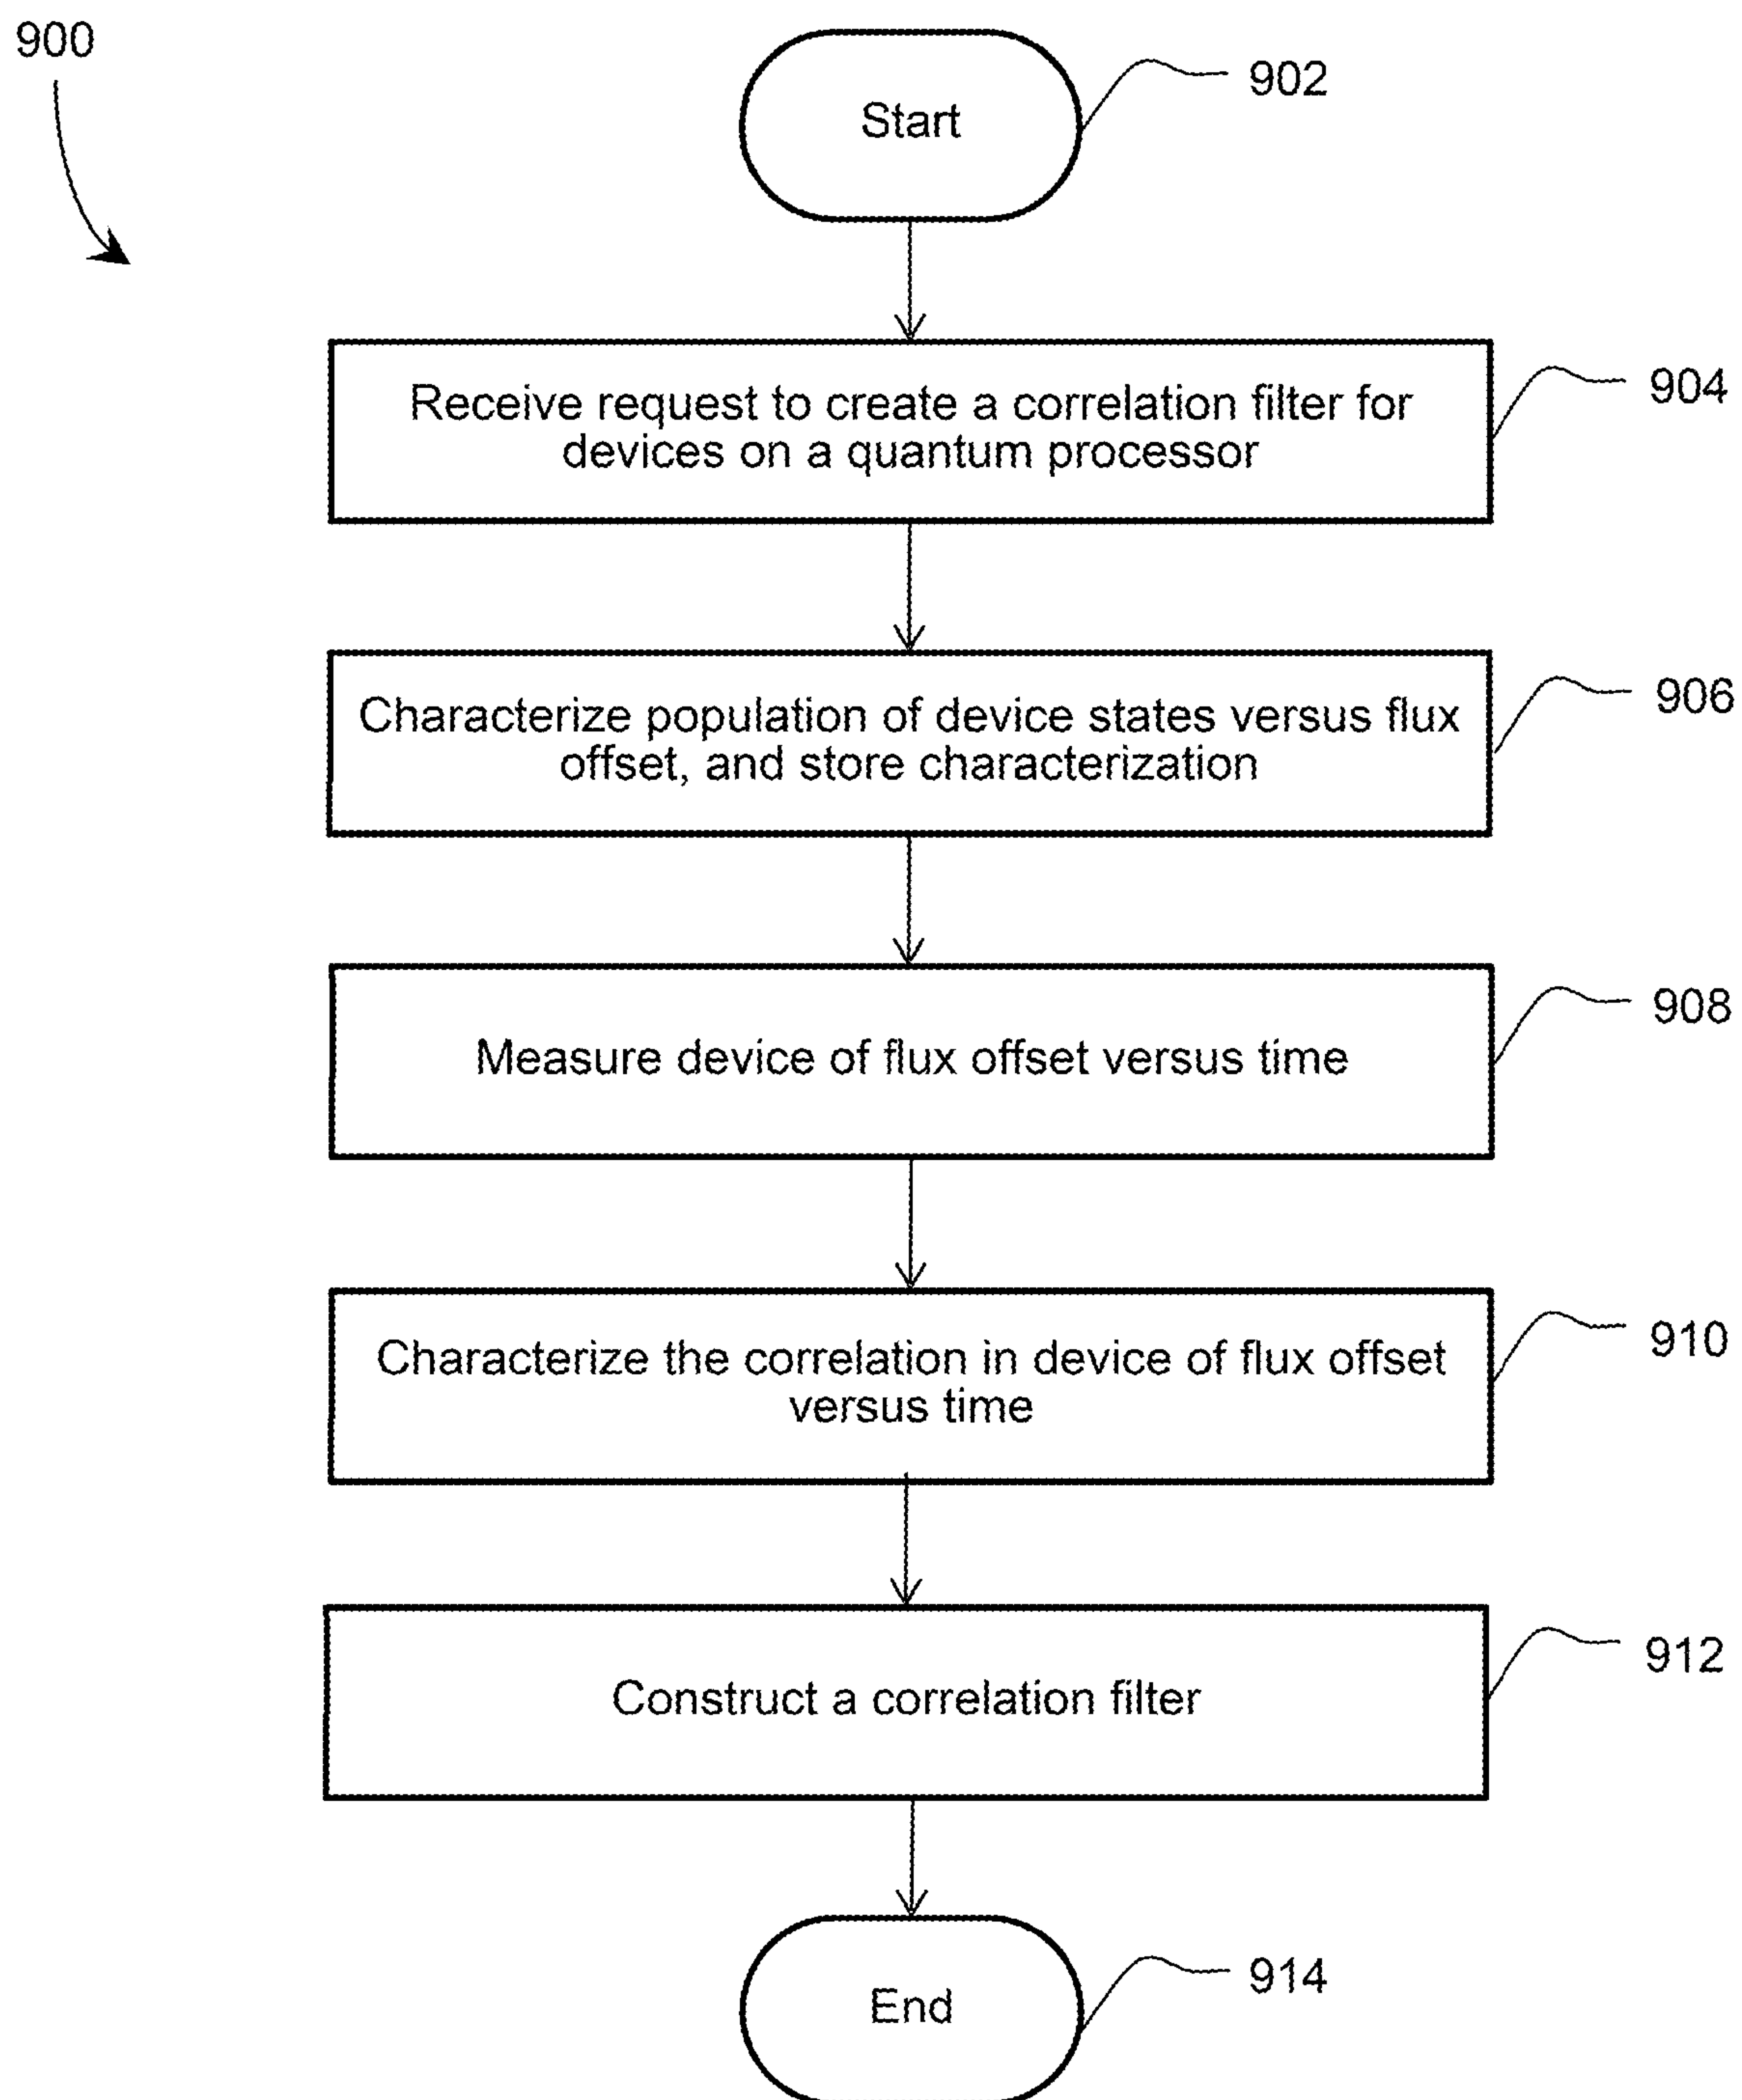 900
Start
902
Receive request to create a correlation filter for
devices on a quantum processor
904
Characterize population of device states versus flux
offset, and store characterization
906
Measure device of flux offset versus time
908
Characterize the correlation in device of flux offset
versus time
910
Construct a correlation filter
912
End
914